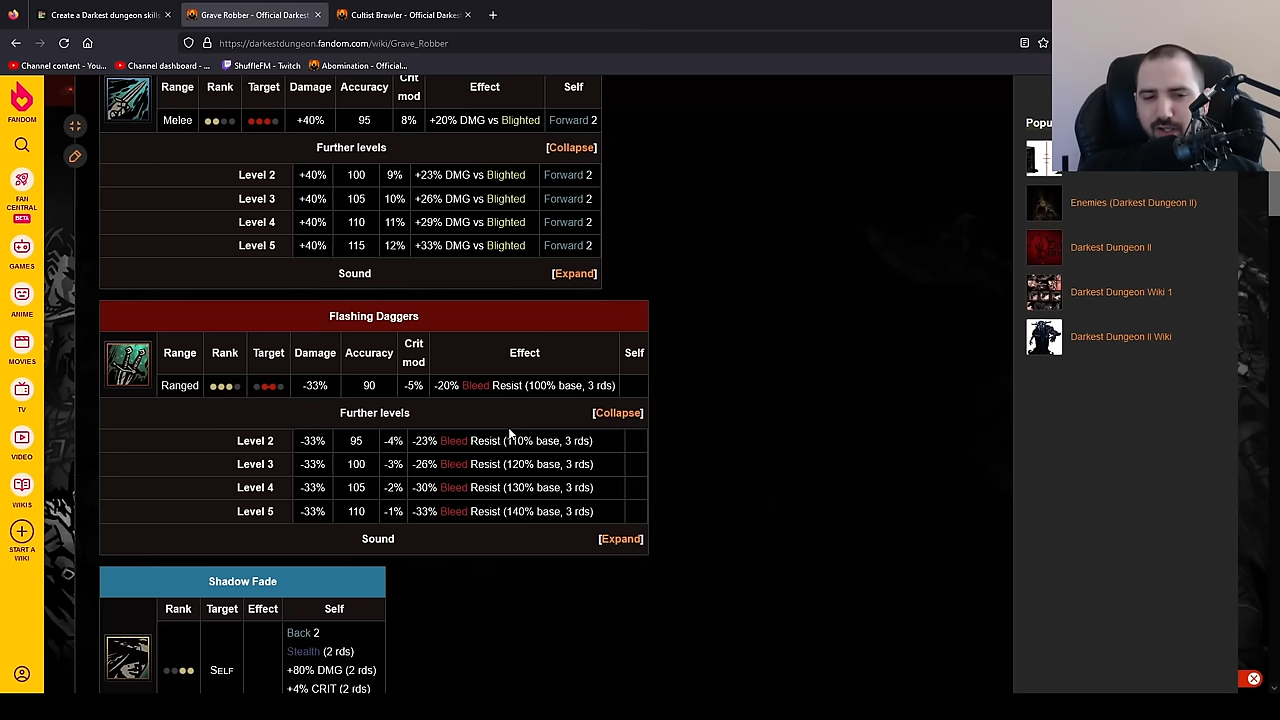 Create a Darkest dungeon skills
Grave Robber - Official Darkest
Cultist Brawler - Official Darkes
https://darkestdungeon.fandom.com/wiki/Grave_Robber
Channel content - You...
Channel dashboard - ...
ShuffleFM - Twitch
Abomination - Official...
FANDOM
FAN CENTRAL
BETA
GAMES
ANIME
MOVIES
TV
VIDEO
WIKIS
START A WIKI
Range Rank Target Damage Accuracy Crit mod Effect Self
Melee +40% 95 8% +20% DMG vs Blighted Forward 2
Further levels [Collapse]
Level 2 +40% 100 9% +23% DMG vs Blighted Forward 2
Level 3 +40% 105 10% +26% DMG vs Blighted Forward 2
Level 4 +40% 110 11% +29% DMG vs Blighted Forward 2
Level 5 +40% 115 12% +33% DMG vs Blighted Forward 2
Sound [Expand]
Flashing Daggers
Range Rank Target Damage Accuracy Crit mod Effect Self
Ranged -33% 90 -5% -20% Bleed Resist (100% base, 3 rds)
Further levels [Collapse]
Level 2 -33% 95 -4% -23% Bleed Resist (110% base, 3 rds)
Level 3 -33% 100 -3% -26% Bleed Resist (120% base, 3 rds)
Level 4 -33% 105 -2% -30% Bleed Resist (130% base, 3 rds)
Level 5 -33% 110 -1% -33% Bleed Resist (140% base, 3 rds)
Sound [Expand]
Shadow Fade
Rank Target Effect Self
Self
Back 2
Stealth (2 rds)
+80% DMG (2 rds)
+4% CRIT (2 rds)
Popu
Enemies (Darkest Dungeon II)
Darkest Dungeon II
Darkest Dungeon Wiki 1
Darkest Dungeon II Wiki